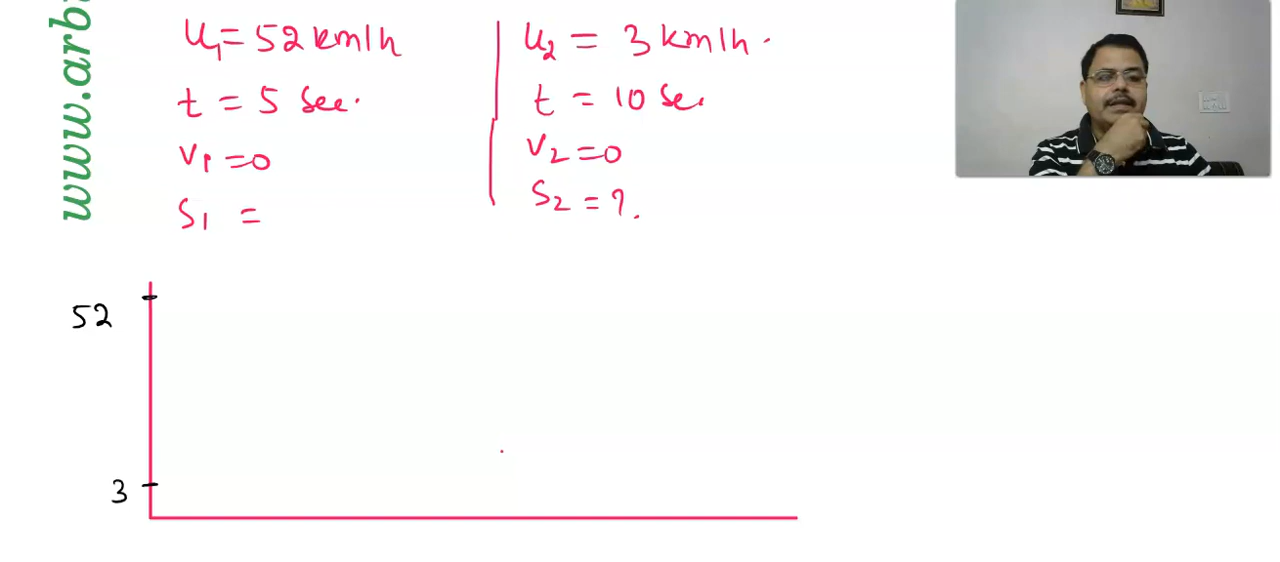 www.arb
u₁ = 52 km/h
t = 5 sec.
v₁ = 0
S₁ =
u₂ = 3 km/h.
t = 10 sec
v₂ = 0
S₂ = ?.
52
3